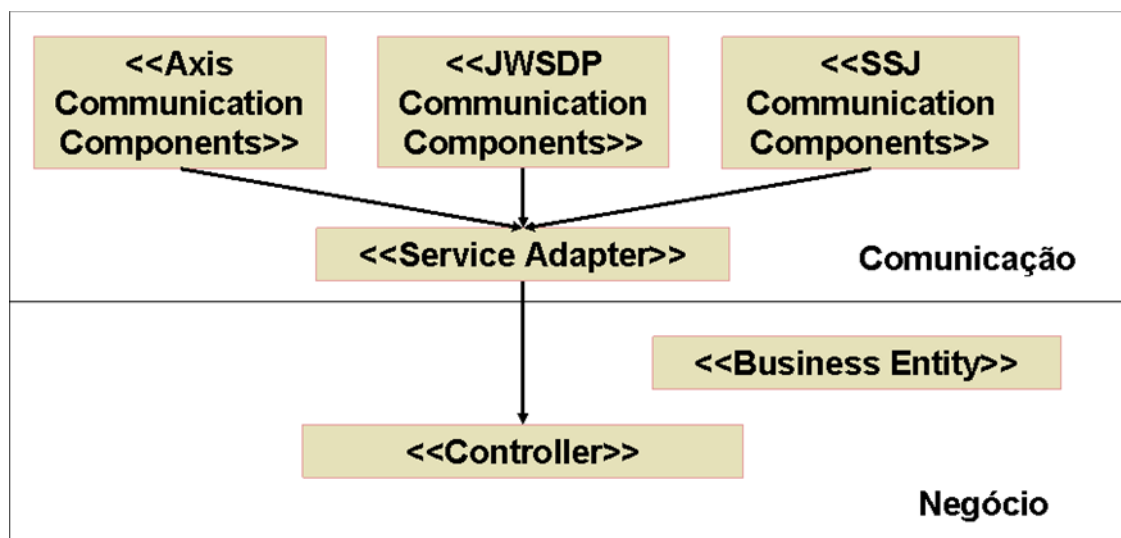 <<Axis
Communication
Components>>
<<JWSDP
Communication
Components>>
<<SSJ
Communication
Components>>
<<Service Adapter>>
Comunicação
<<Business Entity>>
<<Controller>>
Negócio